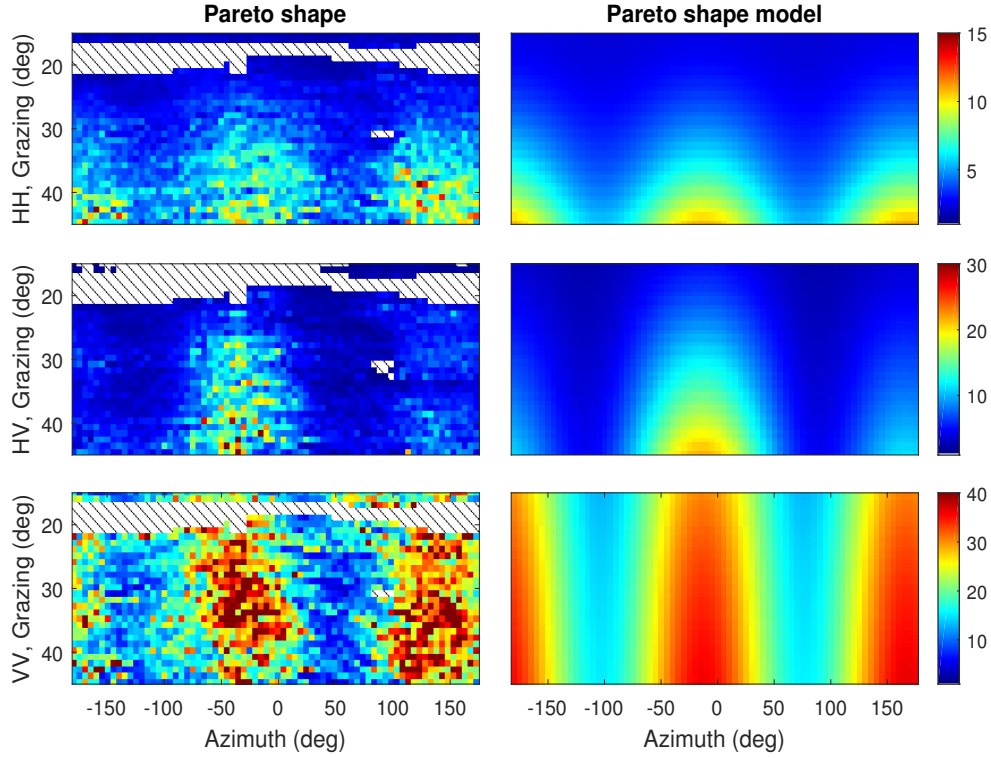 Pareto shape
Pareto shape model
HH, Grazing (deg)
20
30
40
15
10
5
HV, Grazing (deg)
20
30
40
30
20
10
VV, Grazing (deg)
20
30
40
40
30
20
10
-150 -100 -50 0 50 100 150
-150 -100 -50 0 50 100 150
Azimuth (deg)
Azimuth (deg)